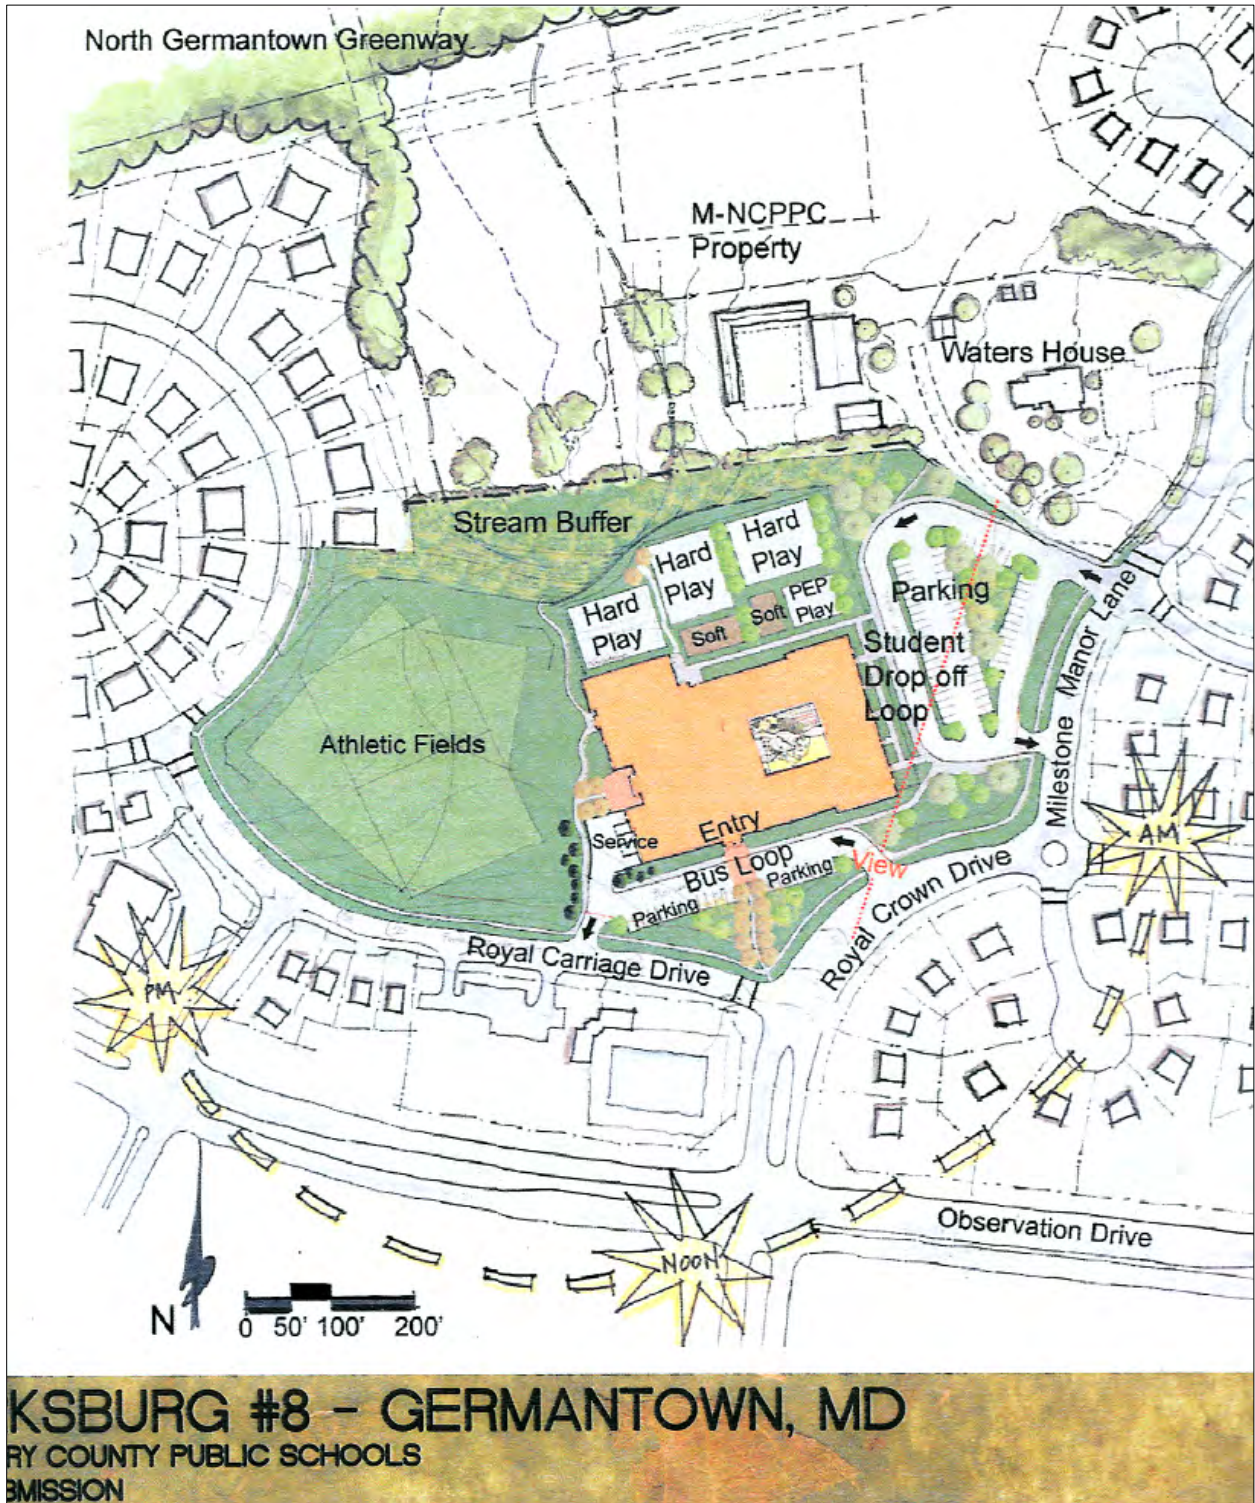 North Germantown Greenway
M-NCPPC
Property
Waters House
Stream Buffer
Hard
Play
Hard
Play
Hard
Play
Soft
Soft
PEP
Play
Parking
Student
Drop off
Loop
Milestone Manor Lane
Athletic Fields
AM
Service
Entry
Bus Loop
Parking
Parking
View
Royal Crown Drive
Royal Carriage Drive
PM
NOON
Observation Drive
N
0 50' 100' 200'
KSBURG #8 - GERMANTOWN, MD
RY COUNTY PUBLIC SCHOOLS
BMISSION